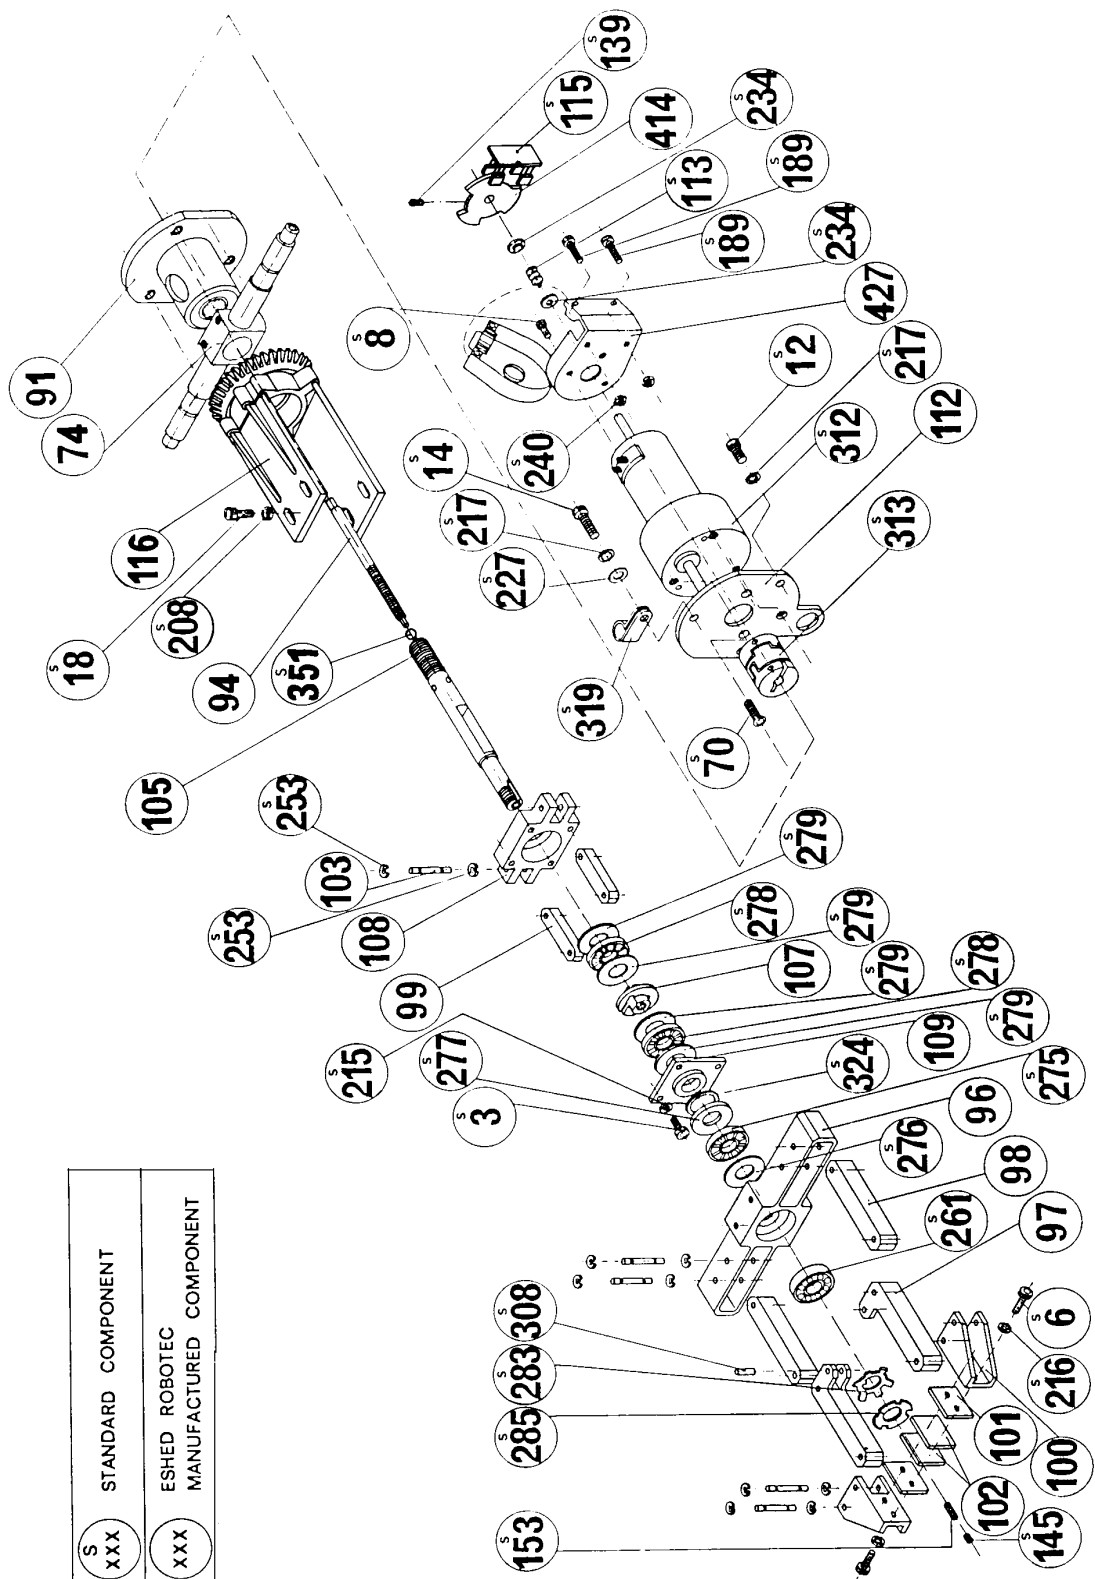 S 139
S 115
414
S 234
S 113
S 189
S 189
S 234
427
S 8
S 12
S 217
S 312
112
S 313
91
74
116
S 18
S 208
94
S 351
105
S 240
S 14
S 217
S 227
S 319
S 70
S 253
103
S 253
108
99
S 215
S 277
S 3
S 279
S 278
S 279
107
S 279
S 278
S 279
109
S 324
S 275
96
S 276
98
S 261
97
S 308
S 283
S 285
S 6
S 216
101
100
102
S 153
S 145
S XXX STANDARD COMPONENT
XXX ESHED ROBOTEC
MANUFACTURED COMPONENT